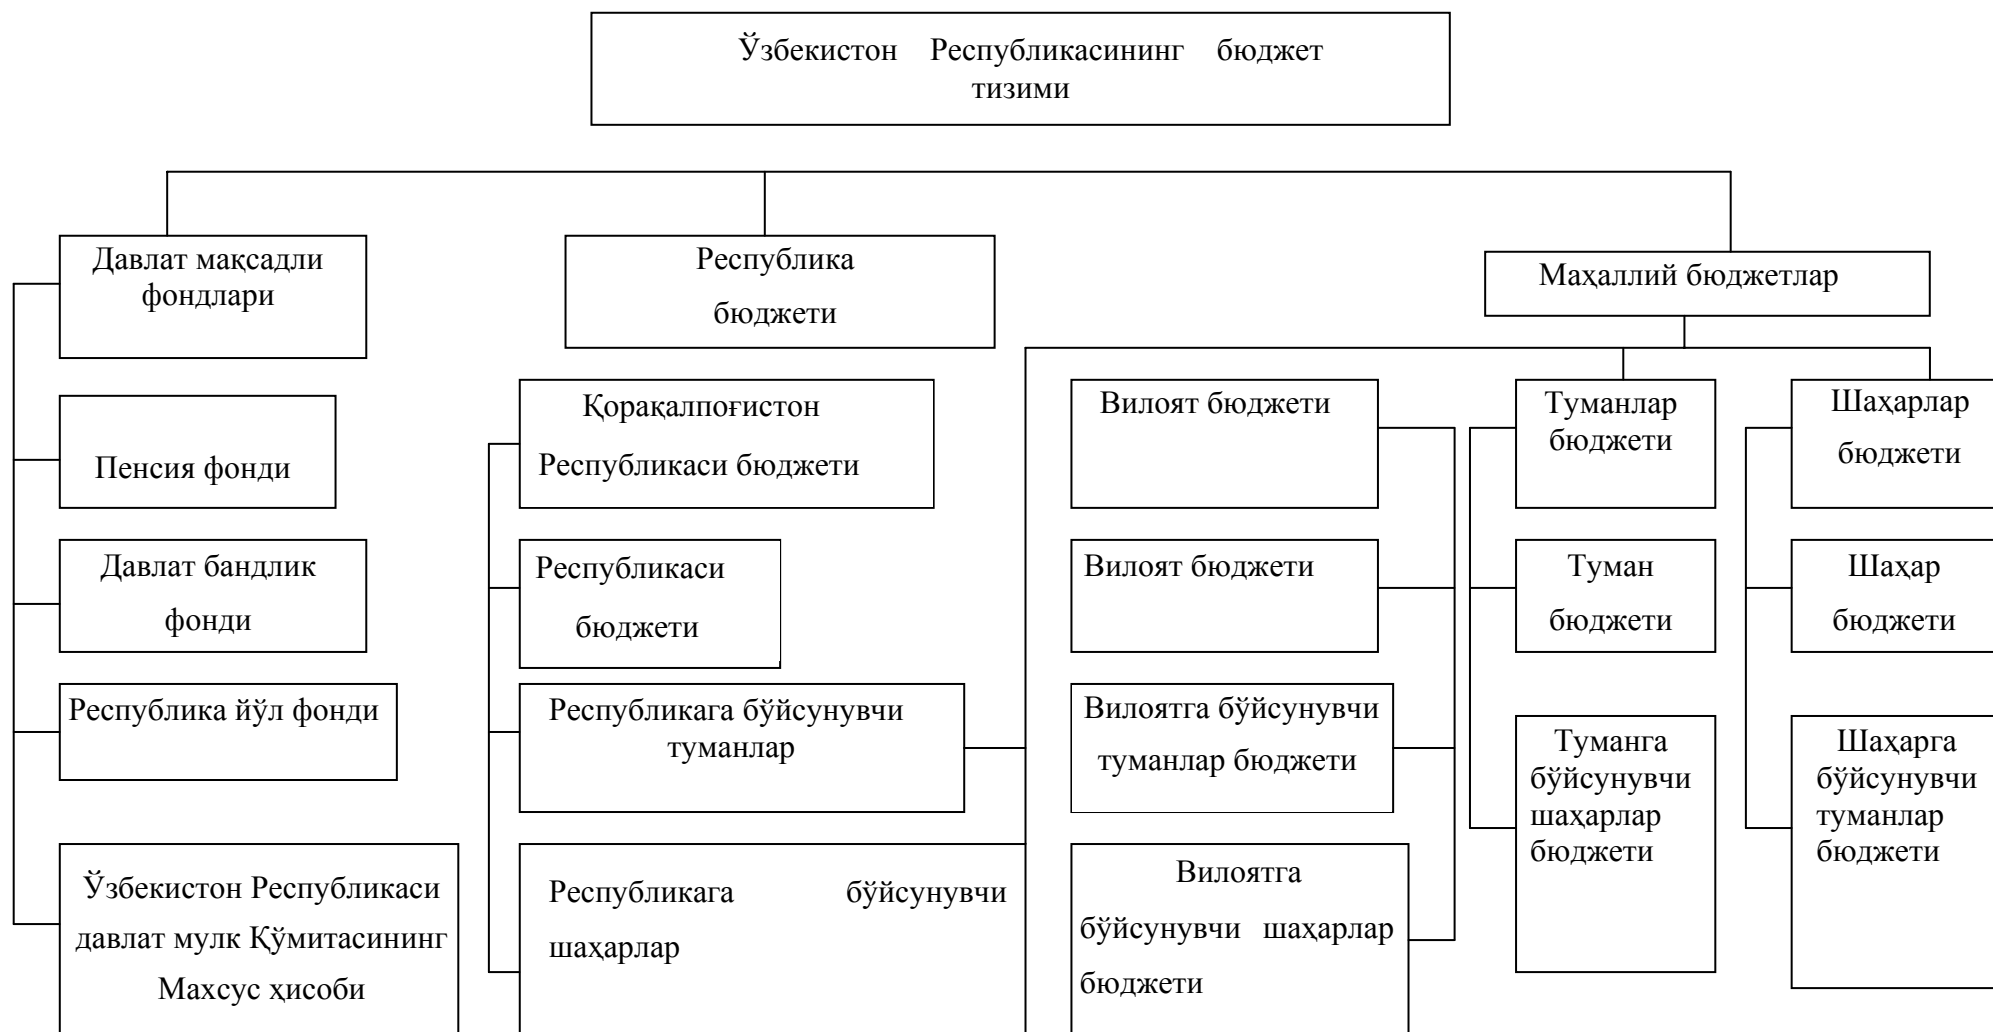 Ўзбекистон Республикасининг бюджет
тизими
Давлат мақсадли
фондлари
Республика
бюджети
Маҳаллий бюджетлар
Пенсия фонди
Қорақалпоғистон
Республикаси бюджети
Вилоят бюджети
Туманлар
бюджети
Шаҳарлар
бюджети
Давлат бандлик
фонди
Республикаси
бюджети
Вилоят бюджети
Туман
бюджети
Шаҳар
бюджети
Республика йўл фонди
Республикага бўйсунувчи
туманлар
Вилоятга бўйсунувчи
туманлар бюджети
Туманга
бўйсунувчи
шаҳарлар
бюджети
Шаҳарга
бўйсунувчи
туманлар
бюджети
Ўзбекистон Республикаси
давлат мулк Қўмитасининг
Махсус ҳисоби
Республикага бўйсунувчи
шаҳарлар
Вилоятга
бўйсунувчи шаҳарлар
бюджети